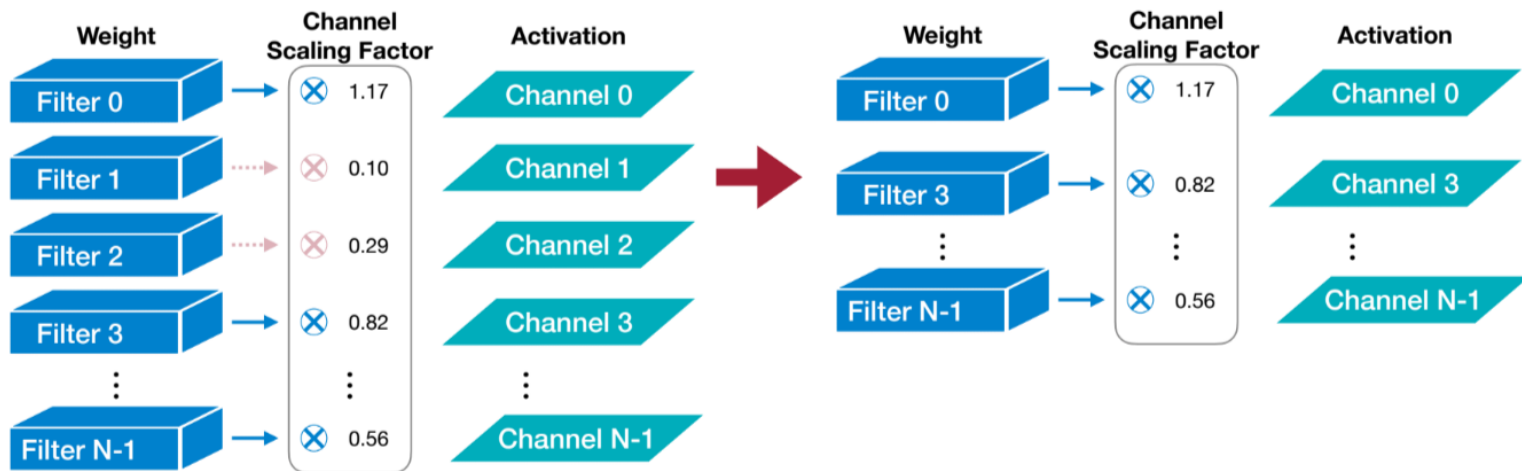 Weight
Channel
Scaling Factor
Activation
Filter 0
1.17
Channel 0
Filter 1
0.10
Channel 1
Filter 2
0.29
Channel 2
Filter 3
0.82
Channel 3
Filter N-1
0.56
Channel N-1
Weight
Channel
Scaling Factor
Activation
Filter 0
1.17
Channel 0
Filter 3
0.82
Channel 3
Filter N-1
0.56
Channel N-1